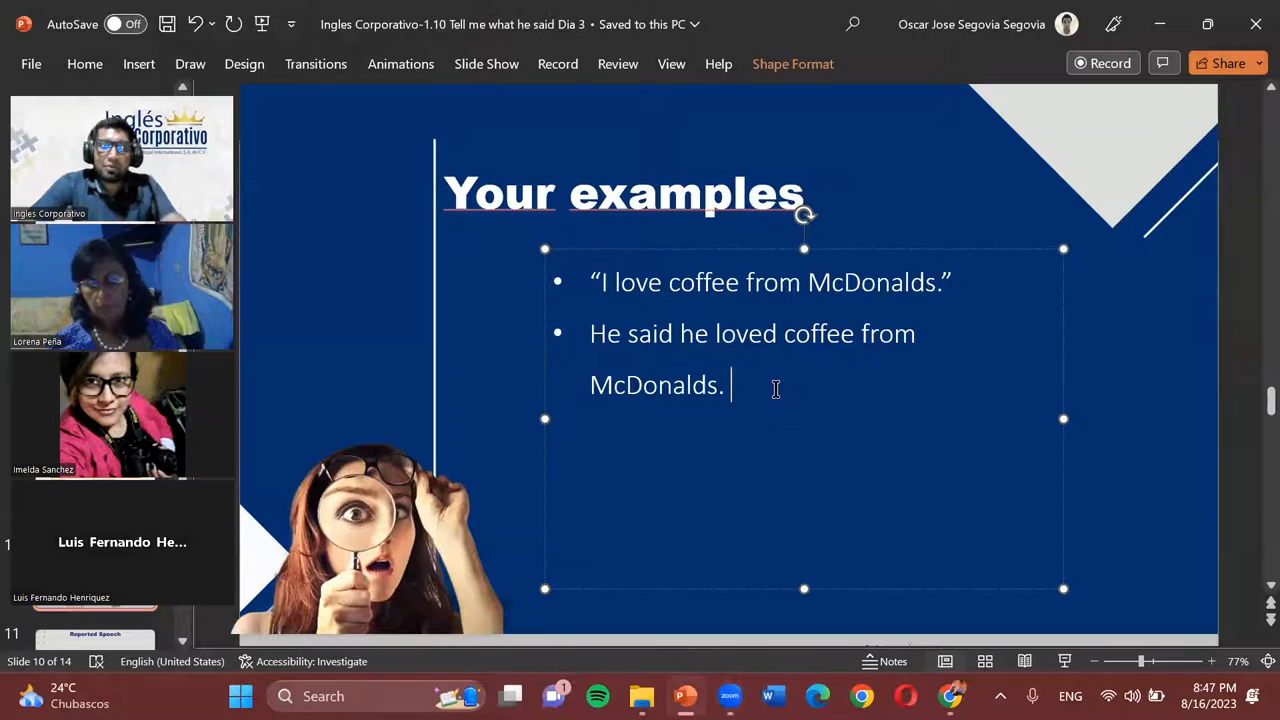 AutoSave Off Ingles Corporativo-1.10 Tell me what he said Dia 3 • Saved to this PC Oscar Jose Segovia Segovia
File Home Insert Draw Design Transitions Animations Slide Show Record Review View Help Shape Format Record Share
Inglés
Corporativo
Ingles Corporativo
Lorena Peña
Imelda Sanchez
Luis Fernando He...
Luis Fernando Henriquez
11
Reported Speech
Your examples
• “I love coffee from McDonalds.”
• He said he loved coffee from
McDonalds.
Slide 10 of 14 English (United States) Accessibility: Investigate Notes 77%
24°C
Chubascos
Search
1
zoom
ENG
8:47 PM
8/16/2023